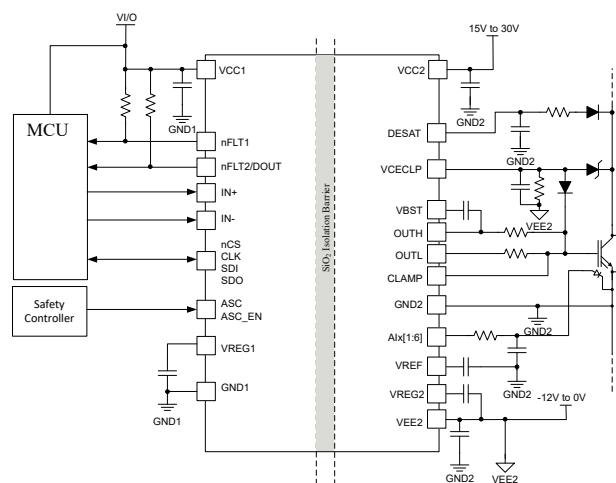 VI/O
15V to 30V
VCC1
VCC2
GND1
GND2
MCU
DESAT
nFLT1
GND2
nFLT2/DOUT
VCECLP
IN+
VBST
VEE2
IN-
OUTH
SiO2 Isolation Barrier
OUTL
nCS
CLK
SDI
SDO
CLAMP
Safety
Controller
ASC
ASC_EN
GND2
GND2
AIx[1:6]
VREG1
VREF
GND2
GND1
VREG2
-12V to 0V
GND1
VEE2
GND2
VEE2